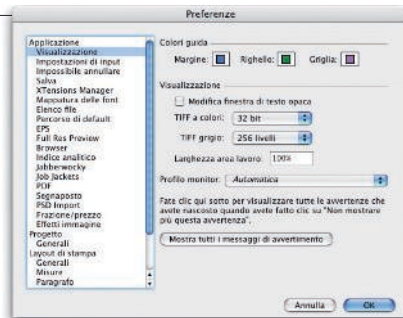 Preferenze
Applicazione
Visualizzazione
Impostazioni di input
Impossibile annullare
Salva
XTensions Manager
Mappatura delle font
Elenco file
Percorso di default
EPS
Full Res Preview
Browser
Indice analitico
Jabberwocky
Job Jackets
PDF
Segnaposto
PSD Import
Frazione/prezzo
Effetti immagine
Progetto
Generali
Layout di stampa
Generali
Misure
Paragrafo
Colori guida
Margine: Righello: Griglia:
Visualizzazione
Modifica finestra di testo opaca
TIFF a colori: 32 bit
TIFF grigio: 256 livelli
Larghezza area lavoro: 100%
Profilo monitor: Automatica
Fate clic qui sotto per visualizzare tutte le avvertenze che
avete nascosto quando avete fatto clic su "Non mostrare
più questa avvertenza".
Mostra tutti i messaggi di avvertimento
Annulla OK